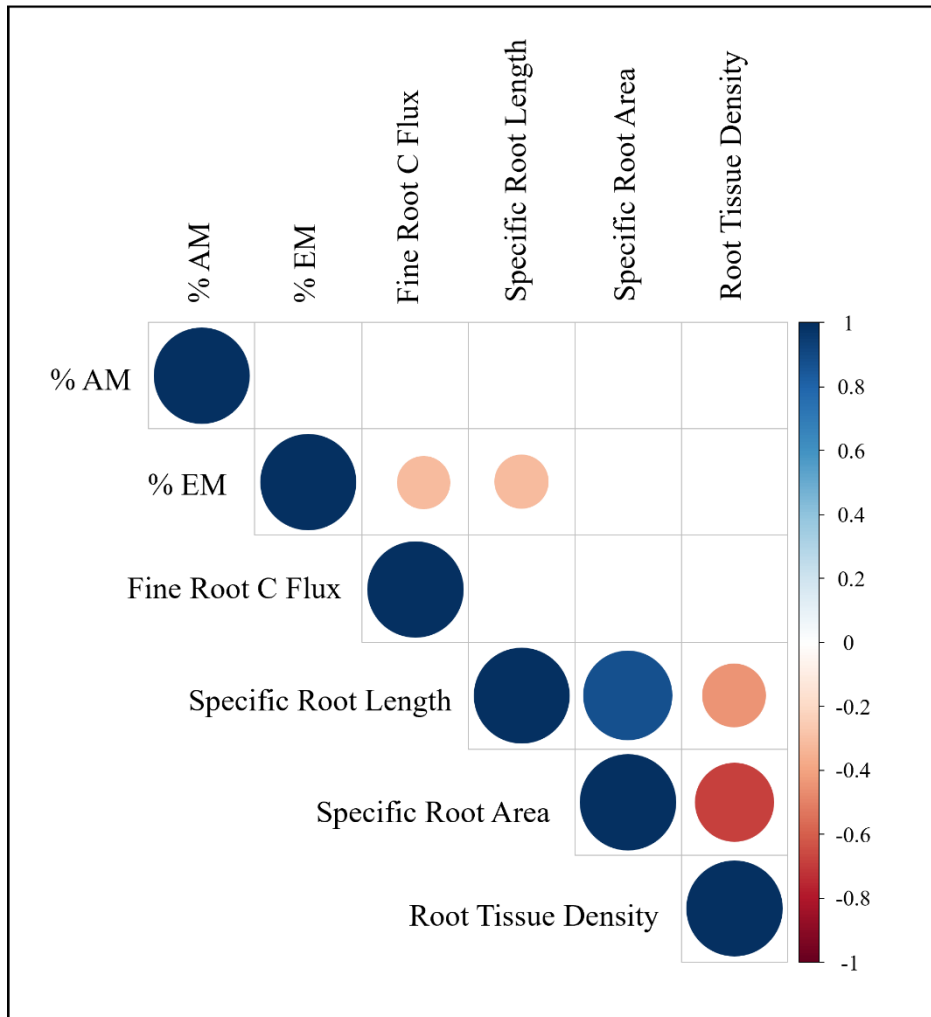 % AM
% EM
Fine Root C Flux
Specific Root Length
Specific Root Area
Root Tissue Density
% AM
% EM
Fine Root C Flux
Specific Root Length
Specific Root Area
Root Tissue Density
1
0.8
0.6
0.4
0.2
0
-0.2
-0.4
-0.6
-0.8
-1